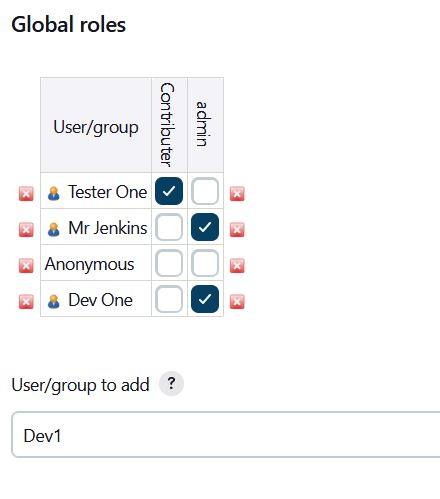 Global roles
User/group Contributer admin
Tester One
Mr Jenkins
Anonymous
Dev One
User/group to add ?
Dev1